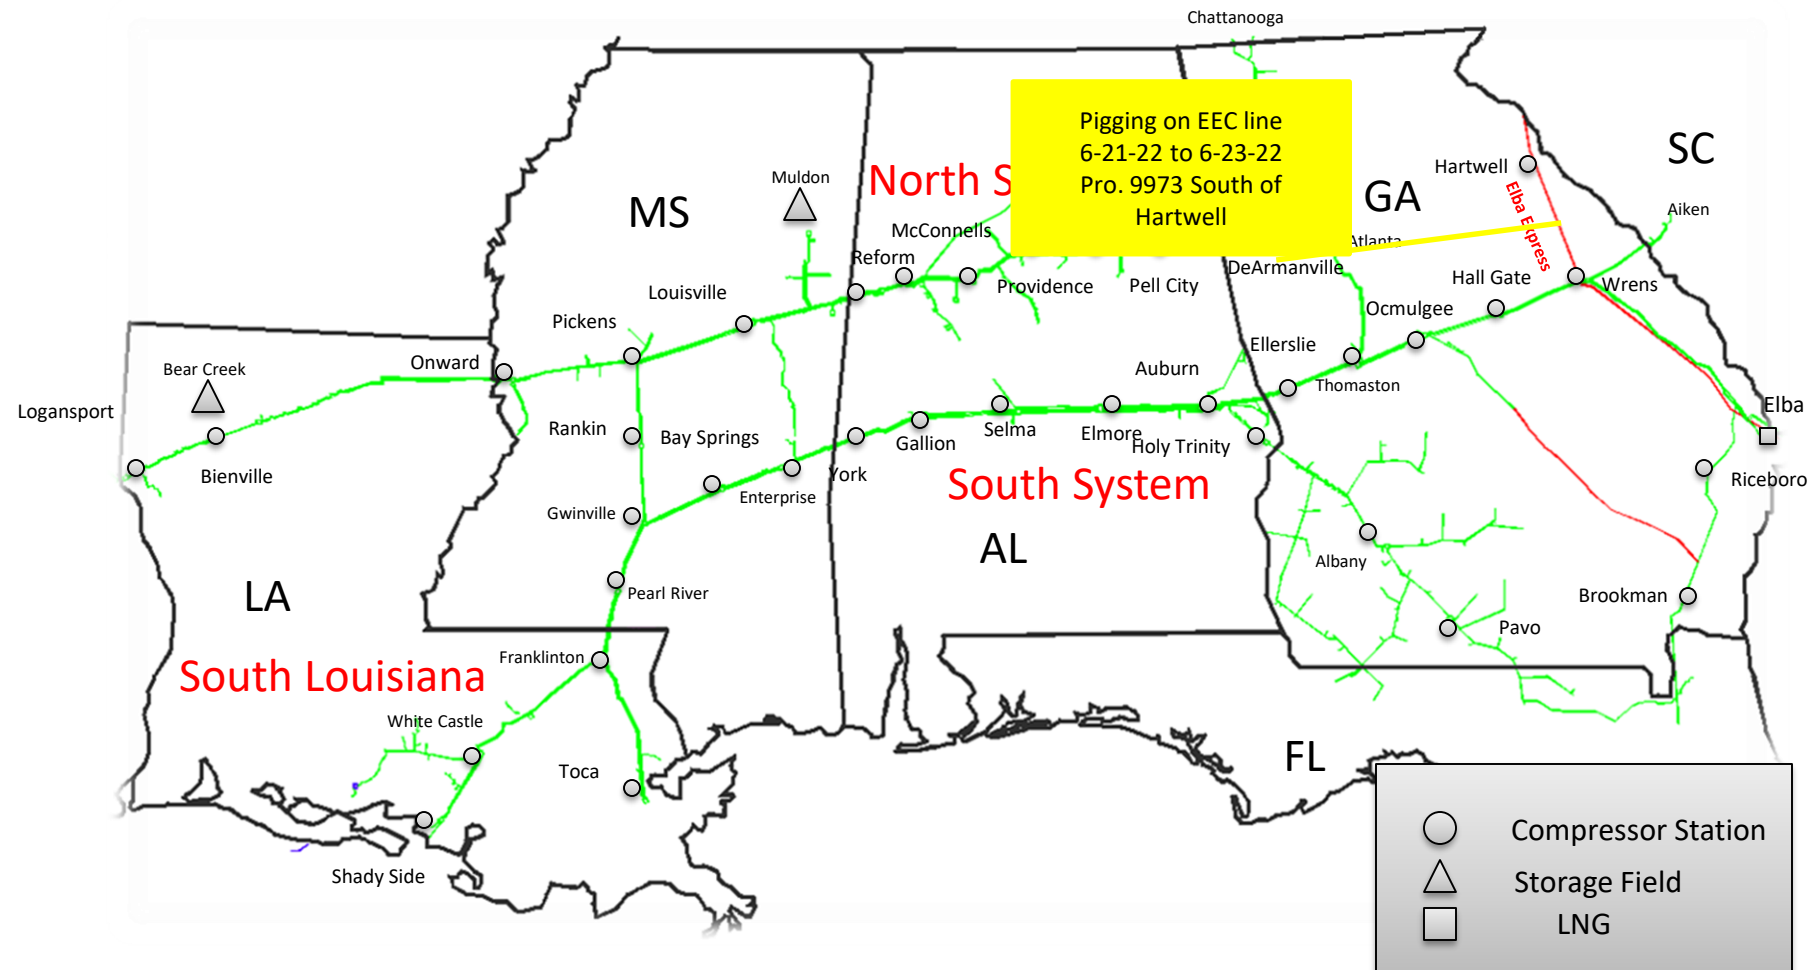 Chattanooga
Pigging on EEC line
6-21-22 to 6-23-22
Pro. 9973 South of
Hartwell
SC
Hartwell
Muldon
North S
GA
MS
Elba Express
Aiken
McConnells
Atlanta
Reform
DeArmanville
Hall Gate
Providence
Pell City
Wrens
Louisville
Ocmulgee
Pickens
Ellerslie
Onward
Bear Creek
Auburn
Thomaston
Logansport
Elba
Rankin
Bay Springs
Selma
Elmore
Gallion
Holy Trinity
Bienville
York
South System
Riceboro
Enterprise
Gwinville
AL
Albany
Pearl River
LA
Brookman
Pavo
Franklinton
South Louisiana
White Castle
FL
Toca
Shady Side
Compressor Station
Storage Field
LNG